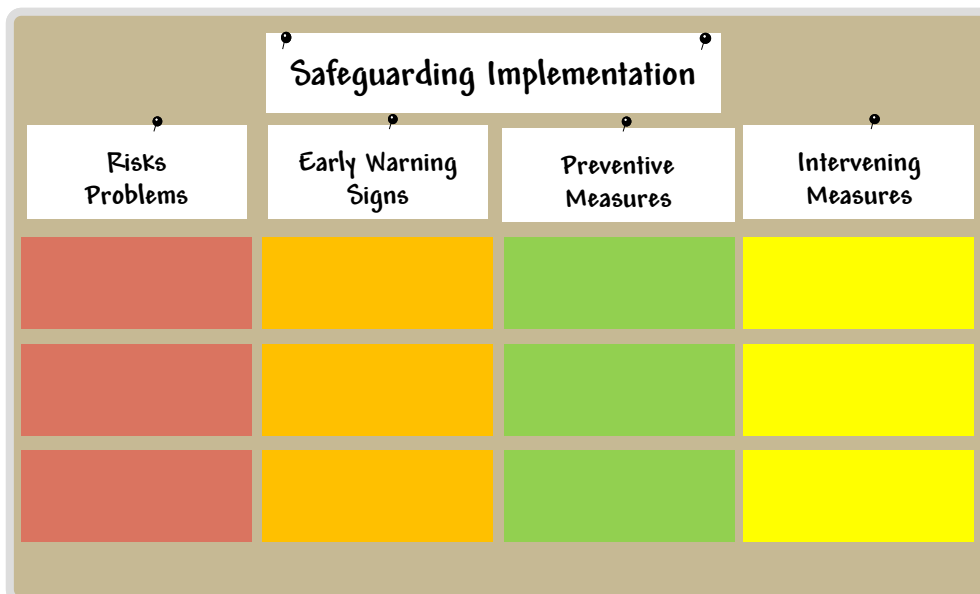 Safeguarding Implementation
Risks
Problems
Early Warning
Signs
Preventive
Measures
Intervening
Measures